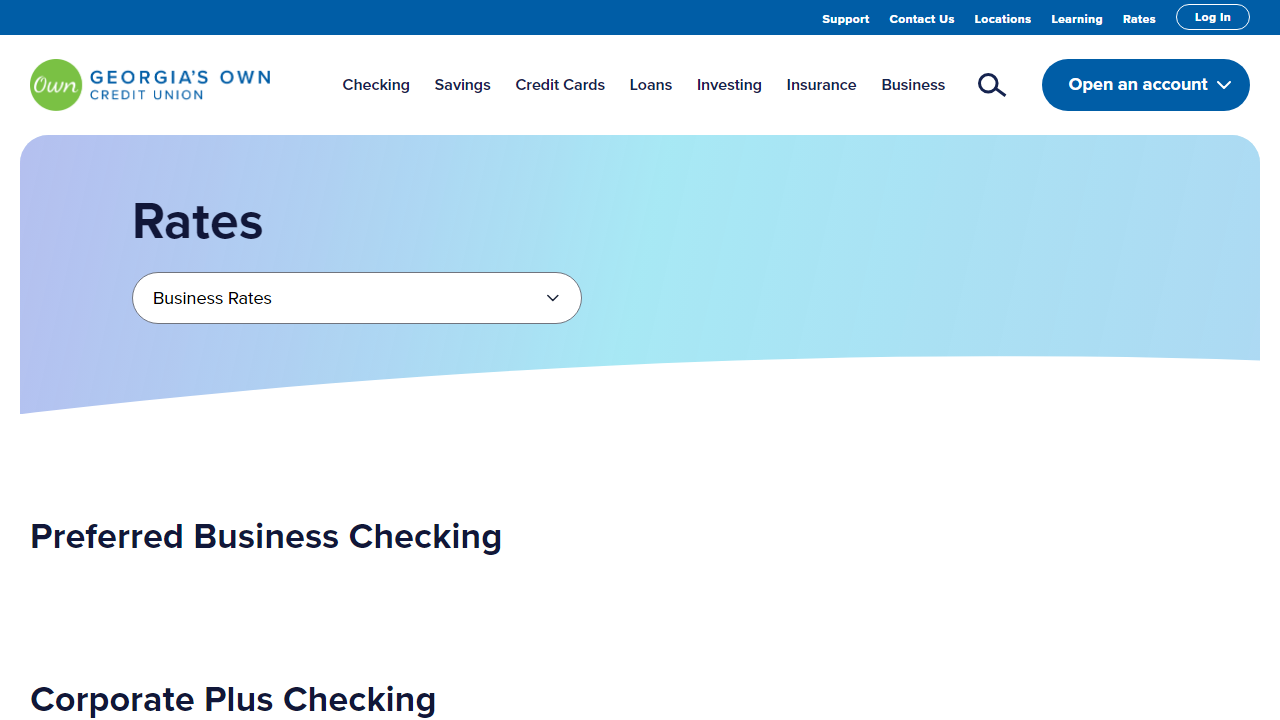 Support Contact Us Locations Learning Rates Log In
Own GEORGIA'S OWN
CREDIT UNION
Checking Savings Credit Cards Loans Investing Insurance Business Open an account
Rates
Business Rates
Preferred Business Checking
Corporate Plus Checking